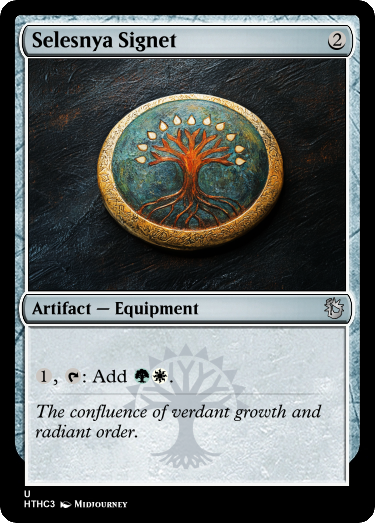 Selesnya Signet 2
Artifact — Equipment
1, : Add .
The confluence of verdant growth and
radiant order.
U
HTHC3 Midjourney